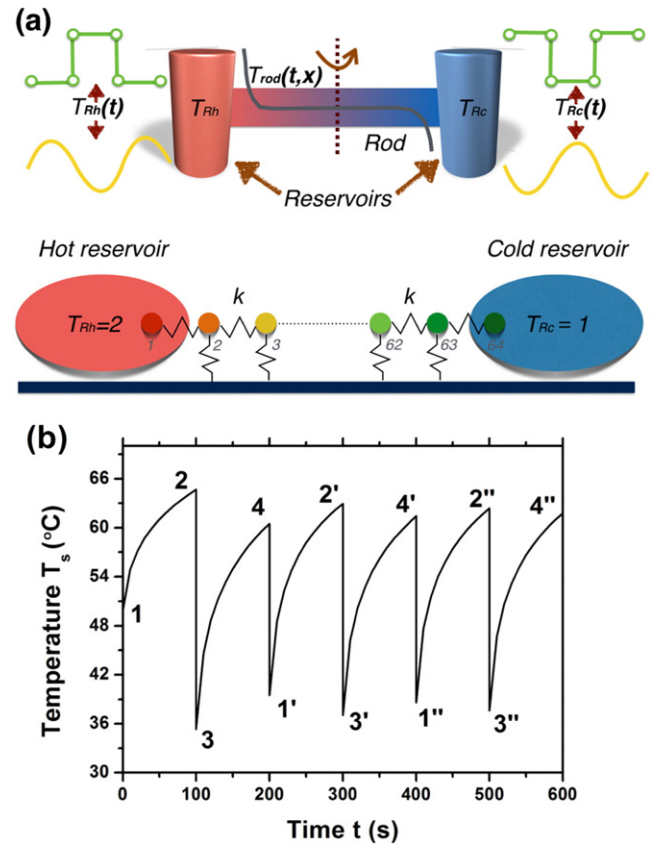 (a)
T_Rh(t)
T_Rh
T_rod(t,x)
T_Rc
T_Rc(t)
Rod
Reservoirs
Hot reservoir
Cold reservoir
k
k
T_Rh=2
T_Rc = 1
1
2
3
62
63
64
(b)
Temperature T_s (°C)
66
60
54
48
42
36
30
1
2
3
4
1'
2'
3'
4'
1''
2''
3''
4''
0
100
200
300
400
500
600
Time t (s)